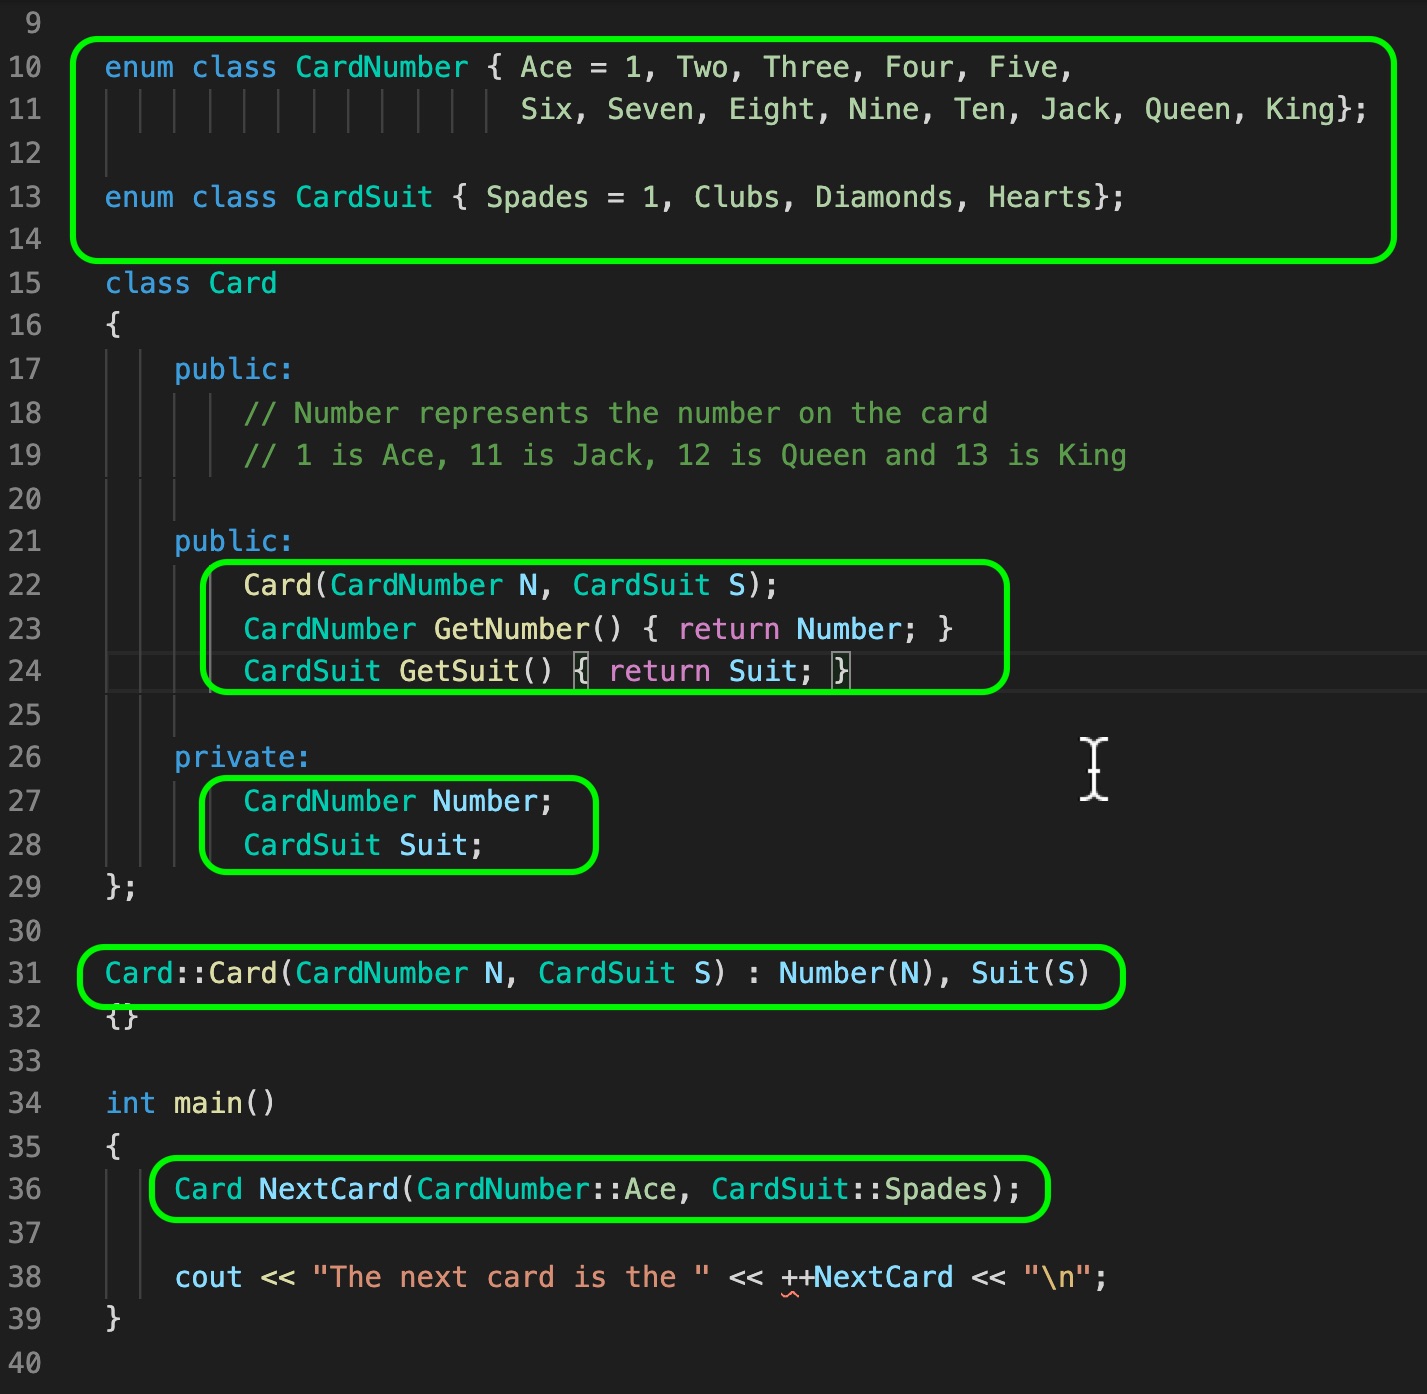 9
10 enum class CardNumber { Ace = 1, Two, Three, Four, Five,
11 Six, Seven, Eight, Nine, Ten, Jack, Queen, King};
12
13 enum class CardSuit { Spades = 1, Clubs, Diamonds, Hearts};
14
15 class Card
16 {
17 public:
18 // Number represents the number on the card
19 // 1 is Ace, 11 is Jack, 12 is Queen and 13 is King
20
21 public:
22 Card(CardNumber N, CardSuit S);
23 CardNumber GetNumber() { return Number; }
24 CardSuit GetSuit() { return Suit; }
25
26 private:
27 CardNumber Number;
28 CardSuit Suit;
29 };
30
31 Card::Card(CardNumber N, CardSuit S) : Number(N), Suit(S)
32 {}
33
34 int main()
35 {
36 Card NextCard(CardNumber::Ace, CardSuit::Spades);
37
38 cout << "The next card is the " << ++NextCard << "\n";
39 }
40